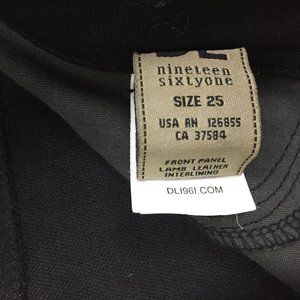 nineteen
sixtyone
SIZE 25
USA RN 126855
CA 37584
FRONT PANEL
LAMB LEATHER
INTERLINING
DL1961.COM